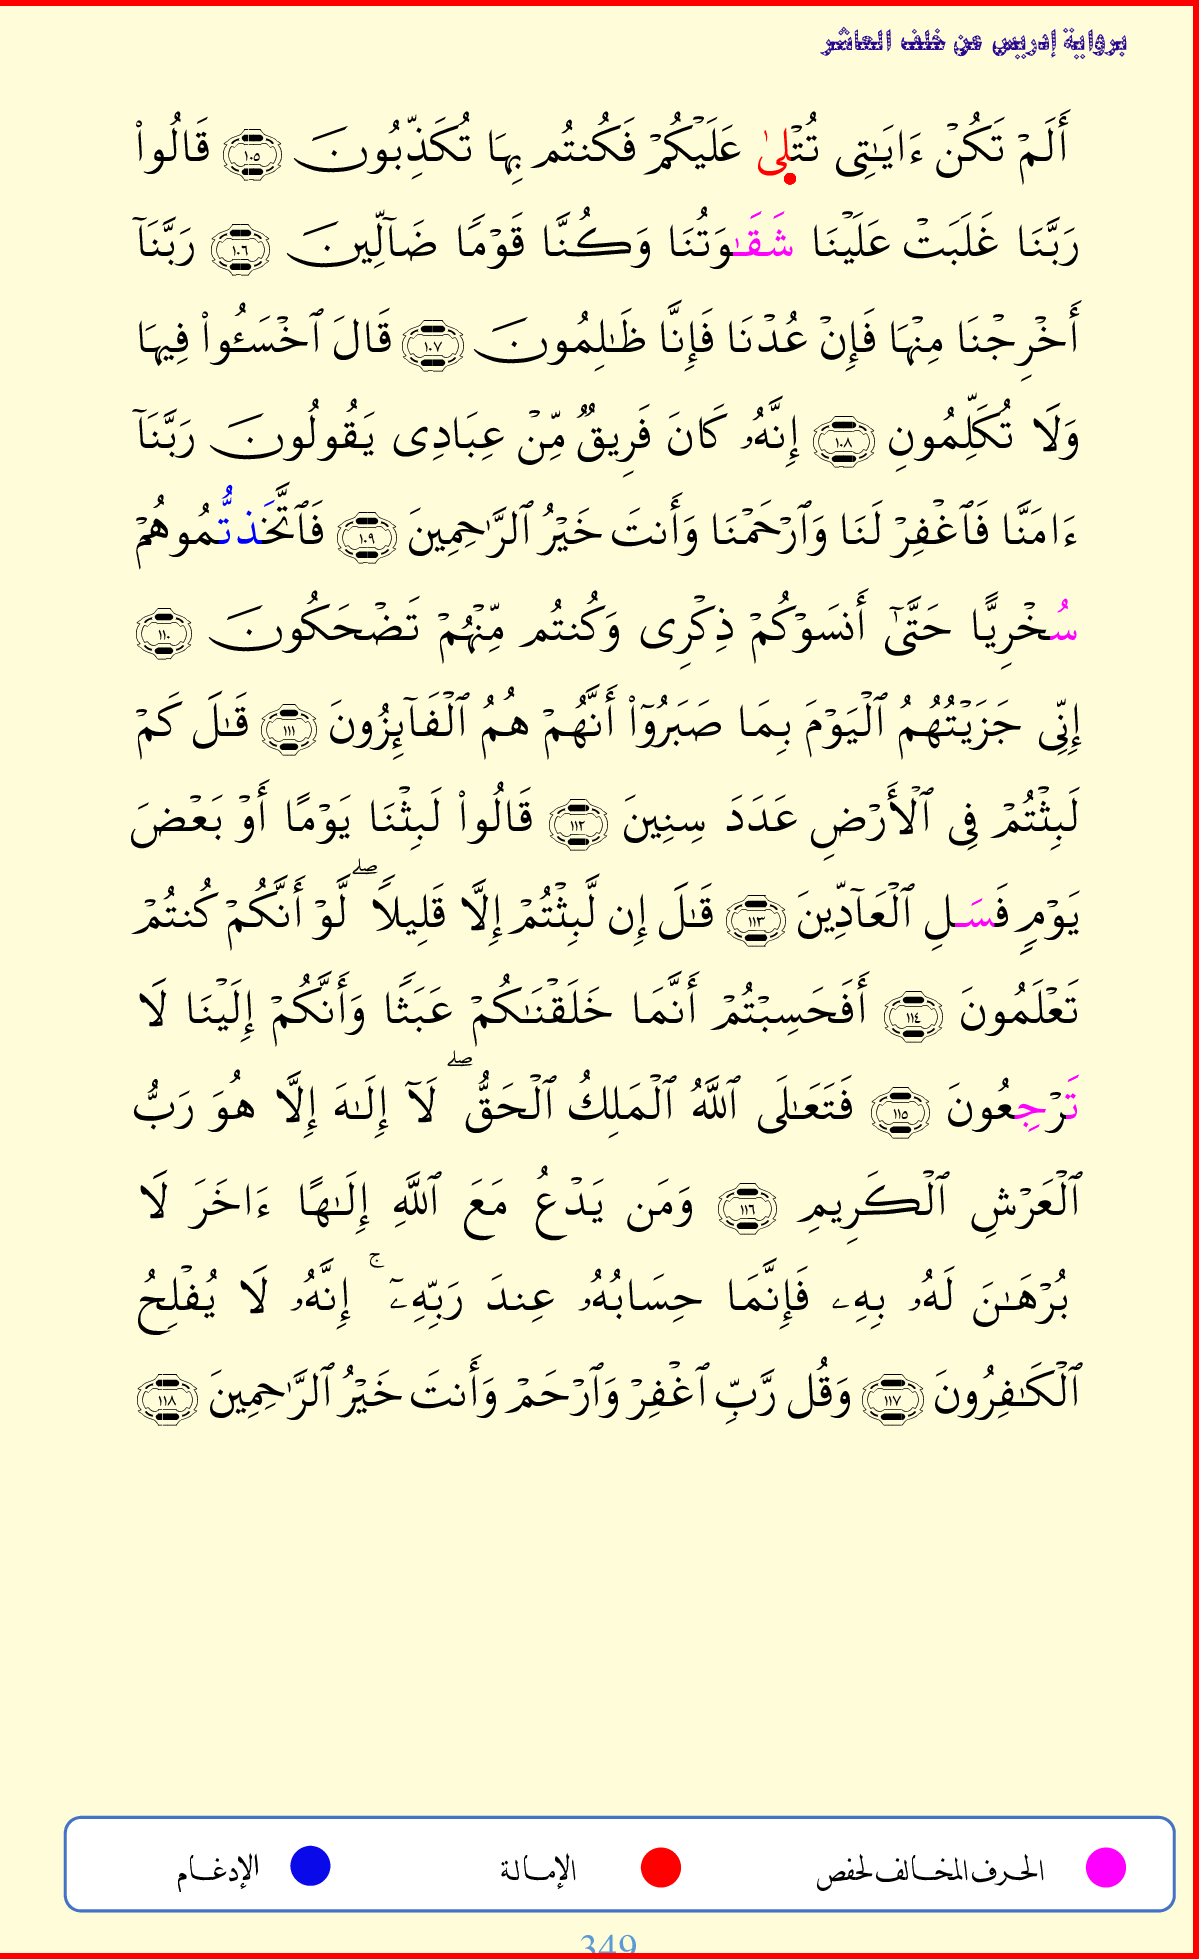 برواية إدريس عن خلف العاشر
أَلَمْ تَكُنْ ءَايَـٰتِى تُتْلِىٰ عَلَيْكُمْ فَكُنتُم بِهَا تُكَذِّبُونَ ١٠٥ قَالُوا۟
رَبَّنَا غَلَبَتْ عَلَيْنَا شَقَـٰوَتُنَا وَكُنَّا قَوْمًا ضَآلِّينَ ١٠٦ رَبَّنَآ
أَخْرِجْنَا مِنْهَا فَإِنْ عُدْنَا فَإِنَّا ظَـٰلِمُونَ ١٠٧ قَالَ ٱخْسَـُٔوا۟ فِيهَا
وَلَا تُكَلِّمُونِ ١٠٨ إِنَّهُۥ كَانَ فَرِيقٌ مِّنْ عِبَادِى يَقُولُونَ رَبَّنَآ
ءَامَنَّا فَٱغْفِرْ لَنَا وَٱرْحَمْنَا وَأَنتَ خَيْرُ ٱلرَّٰحِمِينَ ١٠٩ فَٱتَّخَذتُّمُوهُمْ
سُخْرِيًّا حَتَّىٰٓ أَنسَوْكُمْ ذِكْرِى وَكُنتُم مِّنْهُمْ تَضْحَكُونَ ١١٠
إِنِّى جَزَيْتُهُمُ ٱلْيَوْمَ بِمَا صَبَرُوٓا۟ أَنَّهُمْ هُمُ ٱلْفَآئِزُونَ ١١١ قَـٰلَ كَمْ
لَبِثْتُمْ فِى ٱلْأَرْضِ عَدَدَ سِنِينَ ١١٢ قَالُوا۟ لَبِثْنَا يَوْمًا أَوْ بَعْضَ
يَوْمٍ فَسَـلِ ٱلْعَآدِّينَ ١١٣ قَـٰلَ إِن لَّبِثْتُمْ إِلَّا قَلِيلًا ۖ لَّوْ أَنَّكُمْ كُنتُمْ
تَعْلَمُونَ ١١٤ أَفَحَسِبْتُمْ أَنَّمَا خَلَقْنَـٰكُمْ عَبَثًا وَأَنَّكُمْ إِلَيْنَا لَا
تَرْجِعُونَ ١١٥ فَتَعَـٰلَى ٱللَّهُ ٱلْمَلِكُ ٱلْحَقُّ ۖ لَآ إِلَـٰهَ إِلَّا هُوَ رَبُّ
ٱلْعَرْشِ ٱلْكَرِيمِ ١١٦ وَمَن يَدْعُ مَعَ ٱللَّهِ إِلَـٰهًا ءَاخَرَ لَا
بُرْهَـٰنَ لَهُۥ بِهِۦ فَإِنَّمَا حِسَابُهُۥ عِندَ رَبِّهِۦٓ ۚ إِنَّهُۥ لَا يُفْلِحُ
ٱلْكَـٰفِرُونَ ١١٧ وَقُل رَّبِّ ٱغْفِرْ وَٱرْحَمْ وَأَنتَ خَيْرُ ٱلرَّٰحِمِينَ ١١٨
الحرف المخالف لحفص الإمالة الإدغام
349